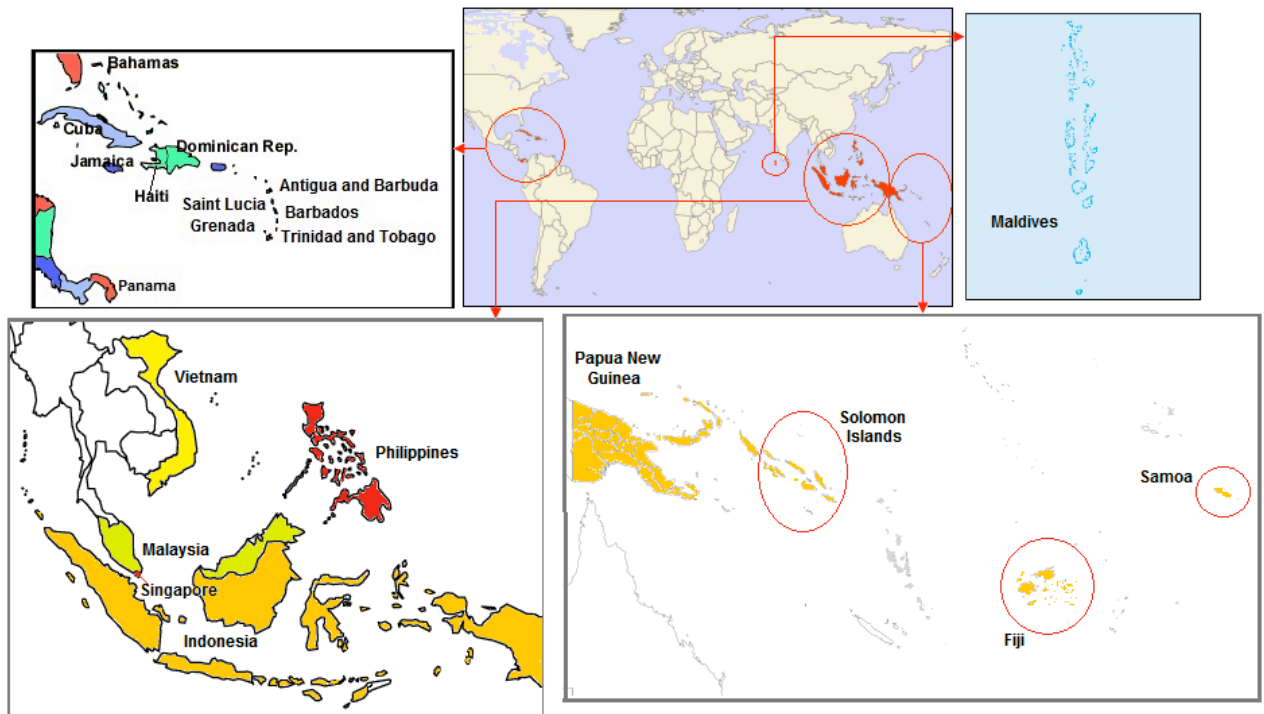 Bahamas
Cuba
Dominican Rep.
Jamaica
Haiti
Antigua and Barbuda
Saint Lucia
Barbados
Grenada
Trinidad and Tobago
Panama
Maldives
Vietnam
Philippines
Malaysia
Singapore
Indonesia
Papua New
Guinea
Solomon
Islands
Samoa
Fiji